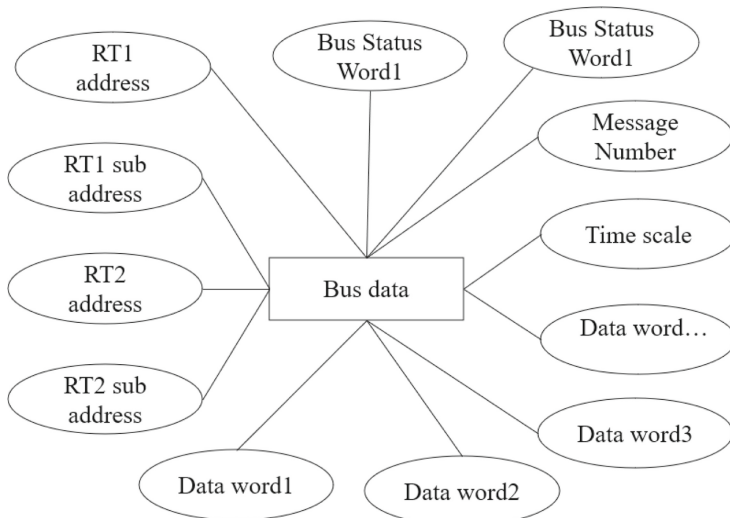 RT1
address
Bus Status
Word1
Bus Status
Word1
Message
Number
RT1 sub
address
Time scale
RT2
address
Bus data
Data word…
RT2 sub
address
Data word3
Data word1
Data word2